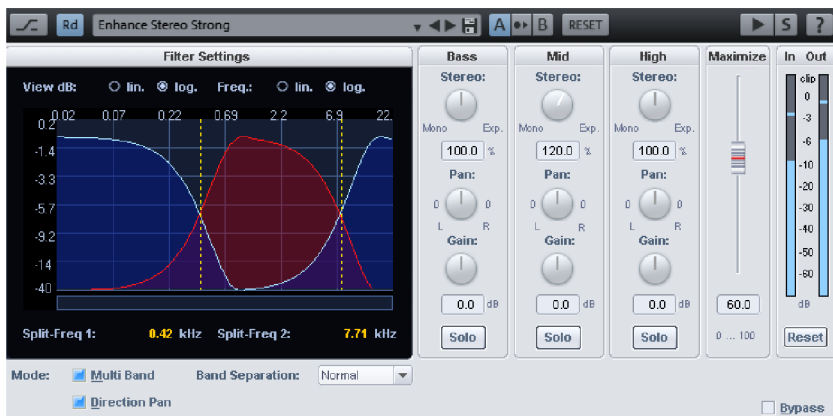 Rd Enhance Stereo Strong A B RESET S ?
Filter Settings Bass Mid High Maximize In Out
View dB: lin. log. Freq.: lin. log. Stereo: Stereo: Stereo: clip
0.02 0.07 0.22 0.69 2.2 6.9 22. 0
0.2 Mono Exp. Mono Exp. Mono Exp. -3
-1.4 100.0 % 120.0 % 100.0 % -6
-3.3 Pan: Pan: Pan: -10
-5.7 0 0 0 0 0 0 -20
-9.2 L R L R L R -30
-14 Gain: Gain: Gain: -40
-40 -50
-60
0.0 dB 0.0 dB 0.0 dB 60.0 dB
Split-Freq 1: 0.42 kHz Split-Freq 2: 7.71 kHz Solo Solo Solo 0 ... 100 Reset
Mode: Multi Band Band Separation: Normal
Direction Pan Bypass